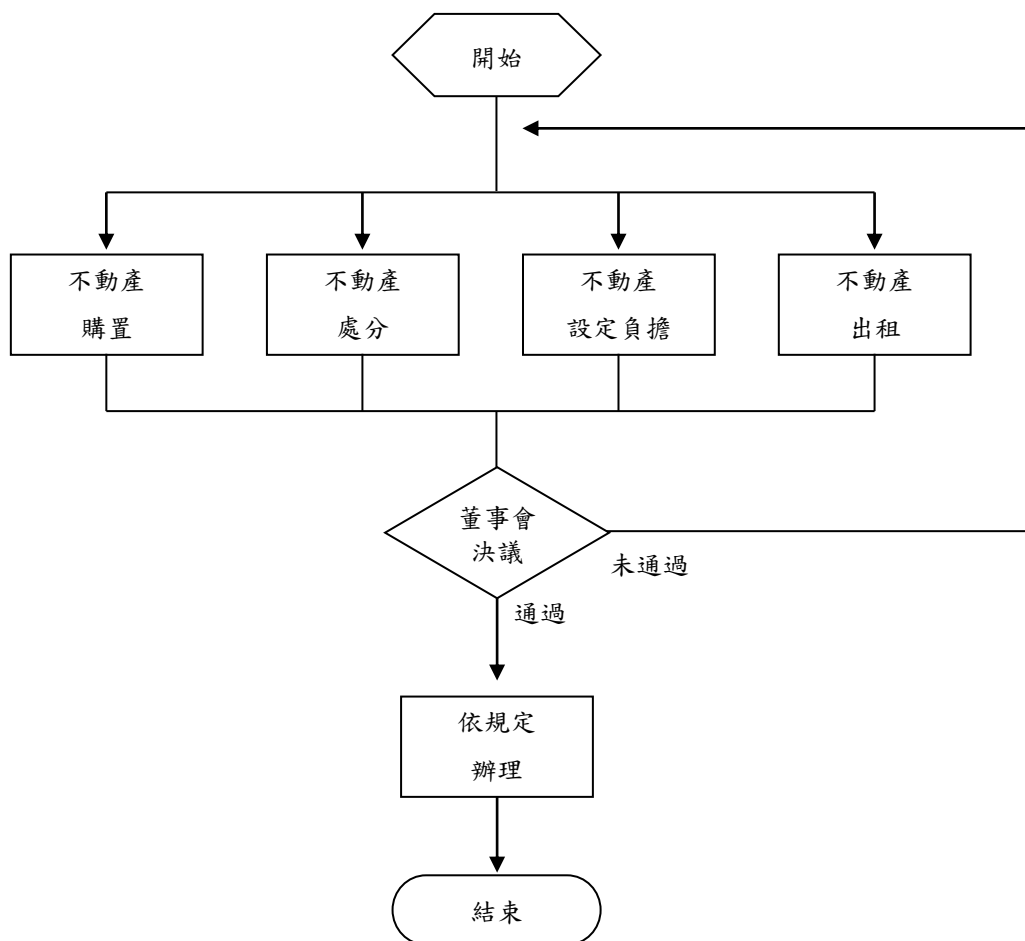 開始
不動產
購置
不動產
處分
不動產
設定負擔
不動產
出租
董事會
決議
未通過
通過
依規定
辦理
結束